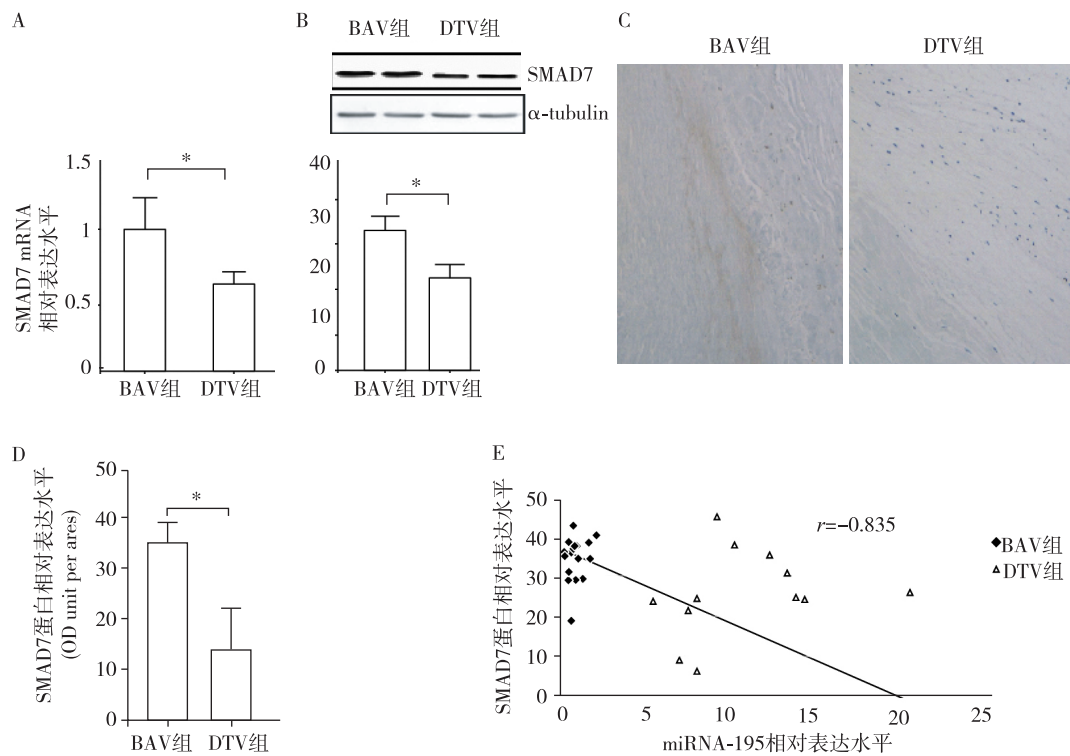 A
B
C
BAV组 DTV组
SMAD7
α-tubulin
BAV组
DTV组
SMAD7 mRNA
相对表达水平
1.5
1
0.5
0
*
BAV组 DTV组
40
30
20
10
0
*
BAV组 DTV组
D
SMAD7蛋白相对表达水平
(OD unit per ares)
50
40
30
20
10
0
*
BAV组 DTV组
E
SMAD7蛋白相对表达水平
50
40
30
20
10
0
r=-0.835
BAV组
DTV组
0 5 10 15 20 25
miRNA-195相对表达水平